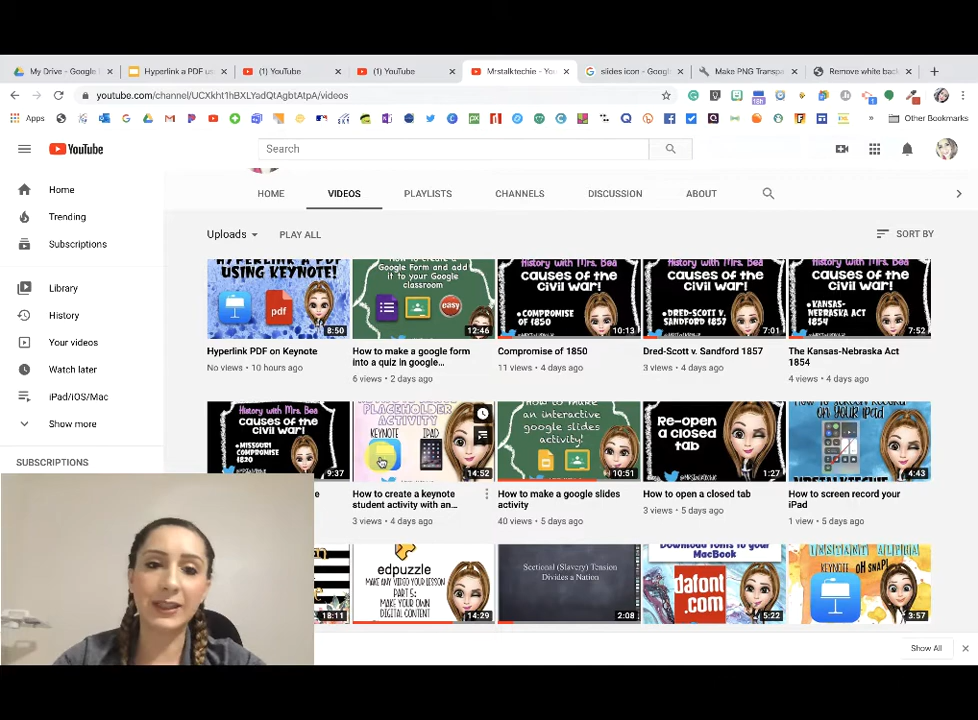 My Drive - Google
Hyperlink a PDF us
(1) YouTube
(1) YouTube
Mrstalktechie - You
slides icon - Goog
Make PNG Transpa
Remove white bac
youtube.com/channel/UCXkht1hBXLYadQtAgbtAtpA/videos
Apps
Other Bookmarks
YouTube
Search
HOME
VIDEOS
PLAYLISTS
CHANNELS
DISCUSSION
ABOUT
Home
Trending
Subscriptions
Library
History
Your videos
Watch later
iPad/iOS/Mac
Show more
SUBSCRIPTIONS
Uploads
PLAY ALL
SORT BY
HYPERLINK A PDF
USING KEYNOTE!
pdf
8:50
Hyperlink PDF on Keynote
No views • 10 hours ago
How to create a
Google Form and add
it to your Google
classroom
easy
12:46
How to make a google form
into a quiz in google...
6 views • 2 days ago
History with Mrs. Bea
causes of the
civil war!
•COMPROMISE
OF 1850
10:13
Compromise of 1850
11 views • 4 days ago
History with Mrs. Bea
causes of the
civil war!
•DRED-SCOTT V.
SANDFORD 1857
7:01
Dred-Scott v. Sandford 1857
3 views • 4 days ago
History with Mrs. Bea
causes of the
civil war!
•KANSAS-
NEBRASKA ACT
1854
7:52
The Kansas-Nebraska Act
1854
4 views • 4 days ago
History with Mrs. Bea
causes of the
civil war!
•MISSOURI
COMPROMISE
1820
9:37
PLACEHOLDER
ACTIVITY
KEYNOTE
IPAD
14:52
How to create a keynote
student activity with an...
3 views • 4 days ago
How to make
an interactive
google slides
activity!
10:51
How to make a google slides
activity
40 views • 5 days ago
Re-open
a closed
tab
1:27
How to open a closed tab
3 views • 5 days ago
How to screen record
on your iPad
4:43
How to screen record your
iPad
1 view • 5 days ago
18:11
edpuzzle
MAKE ANY VIDEO YOUR LESSON
PART 5:
MAKE YOUR OWN
DIGITAL CONTENT
14:29
Sectional (Slavery) Tension
Divides a Nation
2:08
Download fonts to your
MacBook
dafont
.com
5:22
INSTANT ALPHA!
KEYNOTE
OH SNAP!
3:57
Show All